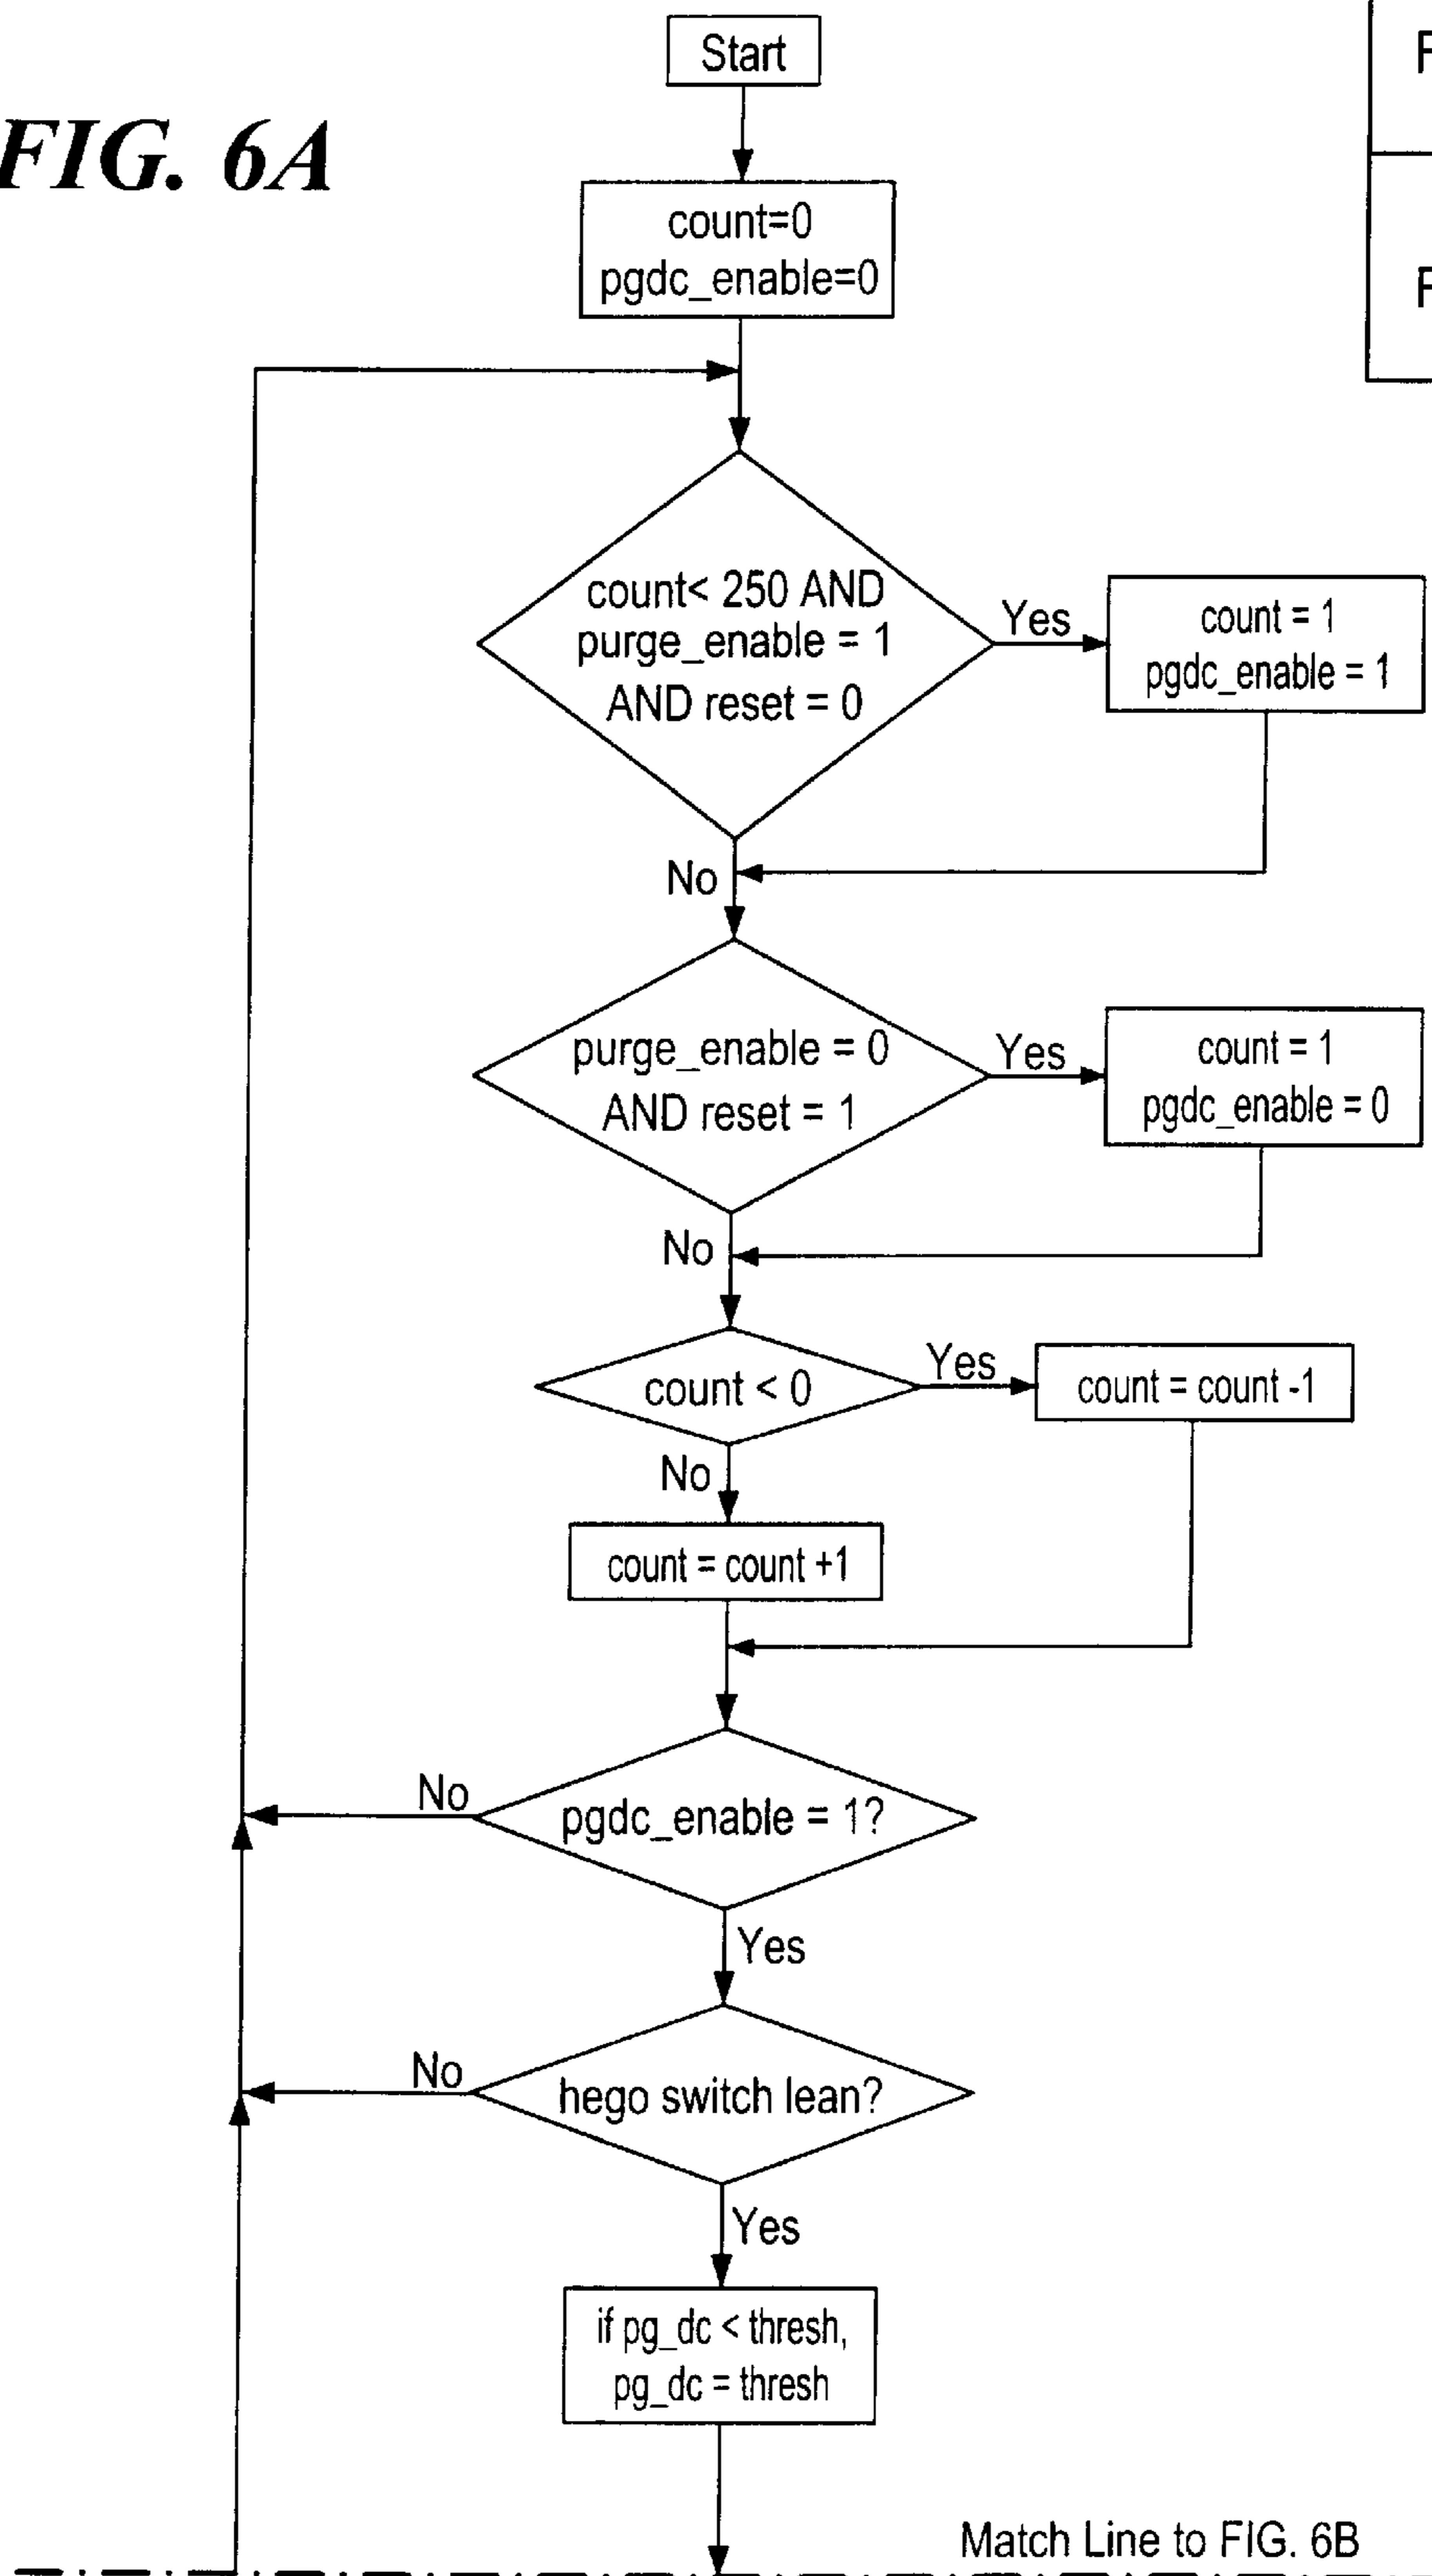 FIG. 6A
Start
count=0
pgdc_enable=0
count< 250 AND
purge_enable = 1
AND reset = 0
Yes
count = 1
pgdc_enable = 1
No
purge_enable = 0
AND reset = 1
Yes
count = 1
pgdc_enable = 0
No
count < 0
Yes
count = count -1
No
count = count +1
pgdc_enable = 1?
No
Yes
hego switch lean?
No
Yes
if pg_dc < thresh,
pg_dc = thresh
Match Line to FIG. 6B